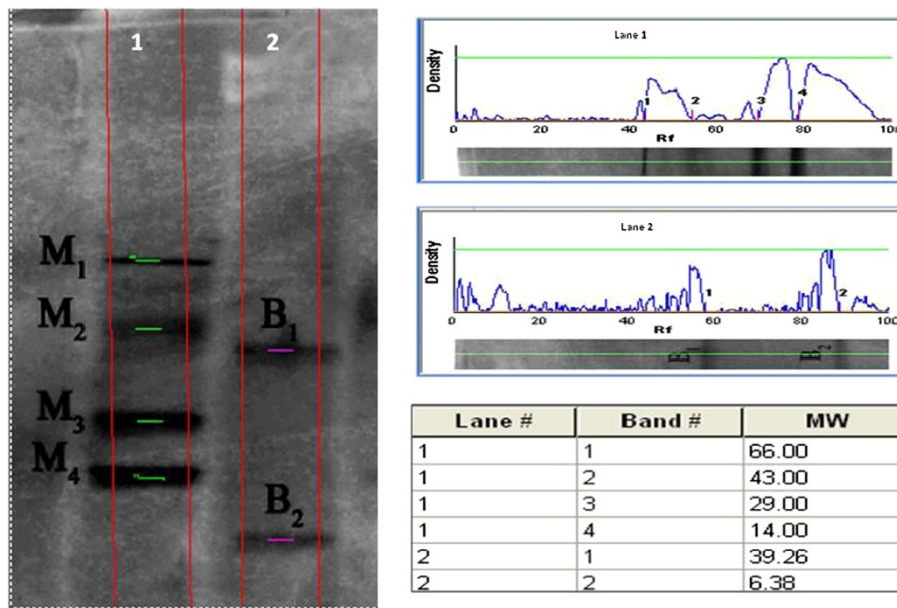 1 2
M1
M2
B1
M3
M4
B2
Lane 1
Density
1 2 3 4
0 20 40 60 80 100
Rf
Lane 2
Density
1 2
0 20 40 60 80 100
Rf
B1 B2
Lane # Band # MW
1 1 66.00
1 2 43.00
1 3 29.00
1 4 14.00
2 1 39.26
2 2 6.38